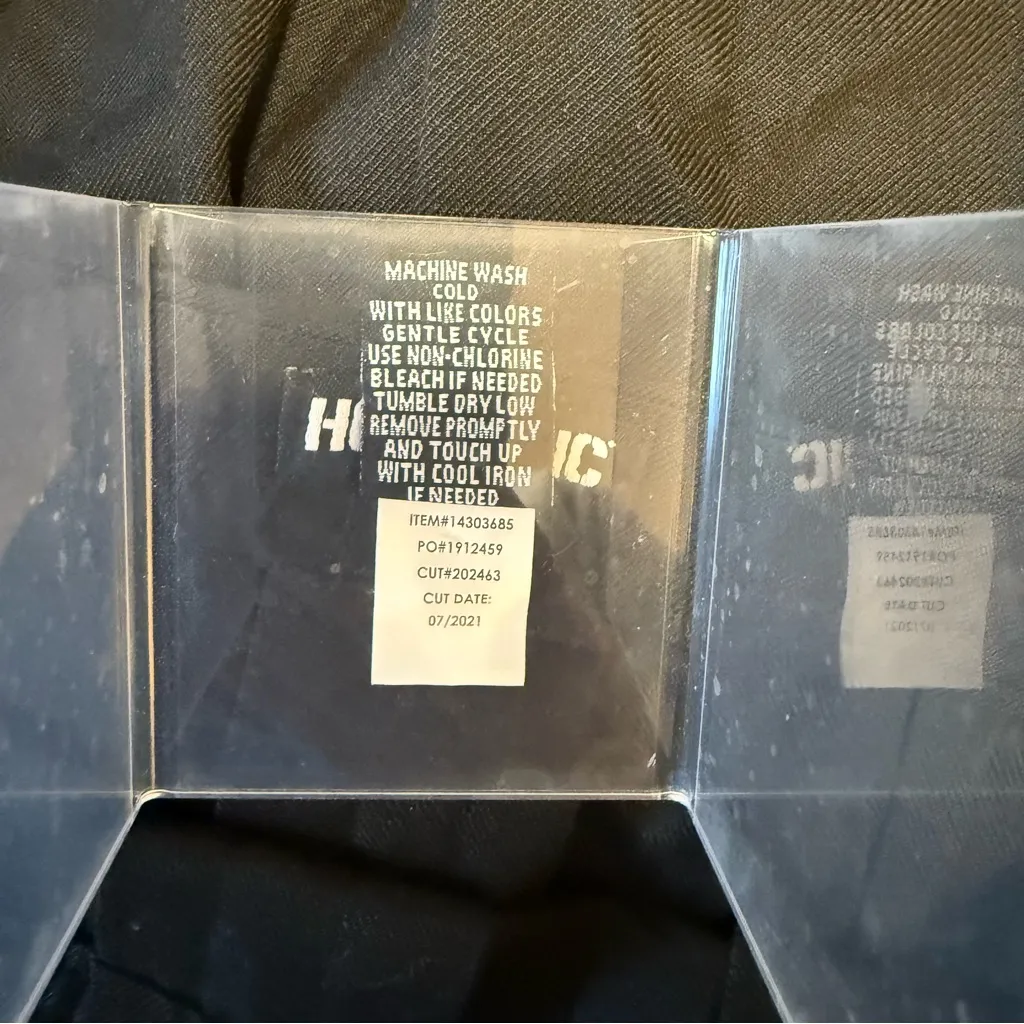 MACHINE WASH
COLD
WITH LIKE COLORS
GENTLE CYCLE
USE NON-CHLORINE
BLEACH IF NEEDED
TUMBLE DRY LOW
REMOVE PROMPTLY
AND TOUCH UP
WITH COOL IRON
IF NEEDED
ITEM#14303685
PO#1912459
CUT#202463
CUT DATE:
07/2021